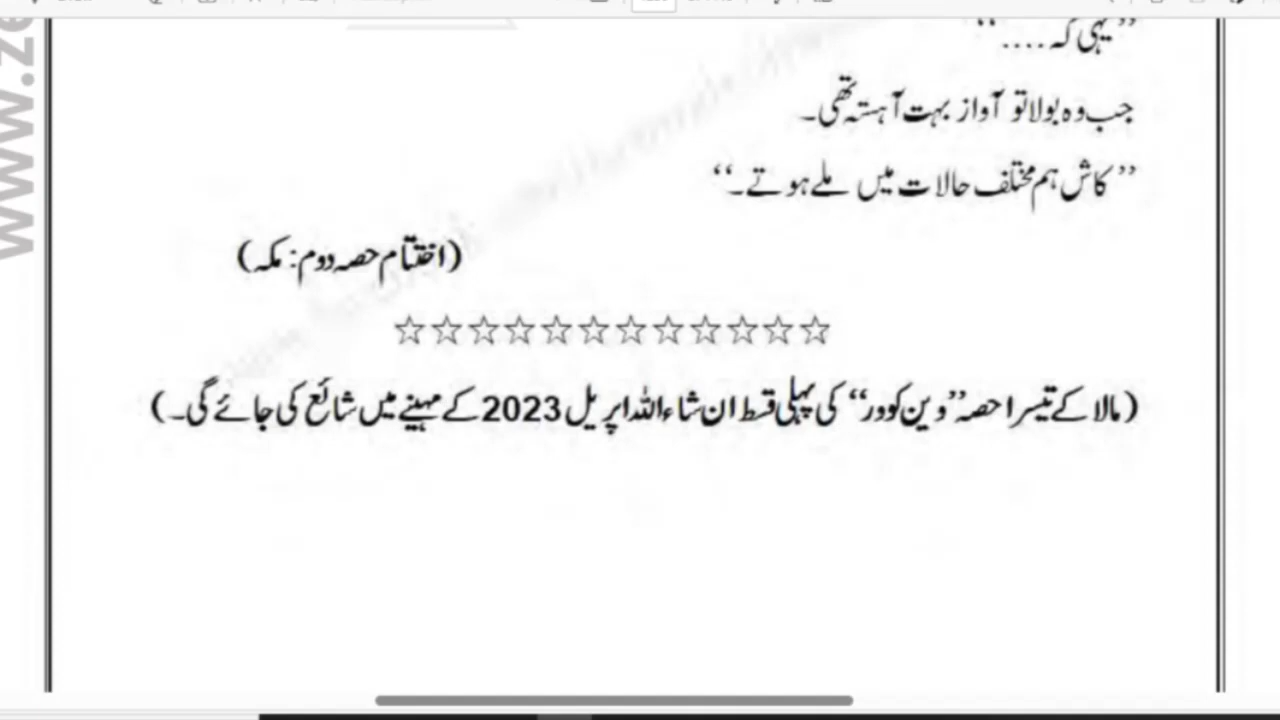 ”یہی کہ....“
جب وہ بولا تو آواز بہت آہستہ تھی۔
” کاش ہم مختلف حالات میں ملے ہوتے۔“
(اختتام حصہ دوم: مکہ)
☆☆☆☆☆☆☆☆☆☆☆☆
(مالا کے تیسرا حصہ ”وین کوور“ کی پہلی قسط ان شاءاللہ اپریل 2023 کے مہینے میں شائع کی جائے گی۔)
www.ze